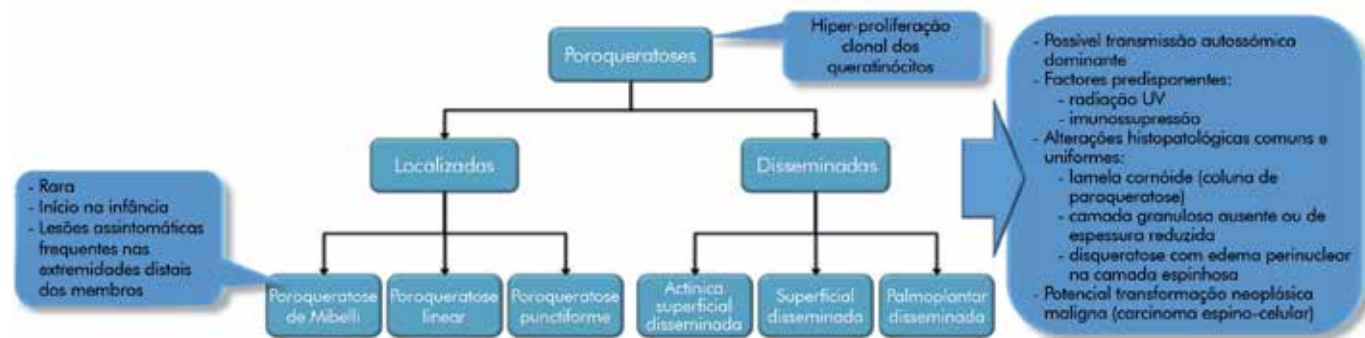 Poroqueratoses
Hiper-proliferação
clonal dos
queratinócitos
Localizadas
Disseminadas
- Rara
- Início na infância
- Lesões assintomáticas
frequentes nas
extremidades distais
dos membros
Poroqueratose
de Mibelli
Poroqueratose
linear
Poroqueratose
punctiforme
Actínica
superficial
disseminada
Superficial
disseminada
Palmoplantar
disseminada
- Possível transmissão autossómica
dominante
- Factores predisponentes:
- radiação UV
- imunossupressão
- Alterações histopatológicas comuns e
uniformes:
- lamela cornóide (coluna de
paraqueratose)
- camada granulosa ausente ou de
espessura reduzida
- disqueratose com edema perinuclear
na camada espinhosa
- Potencial transformação neoplásica
maligna (carcinoma espino-celular)